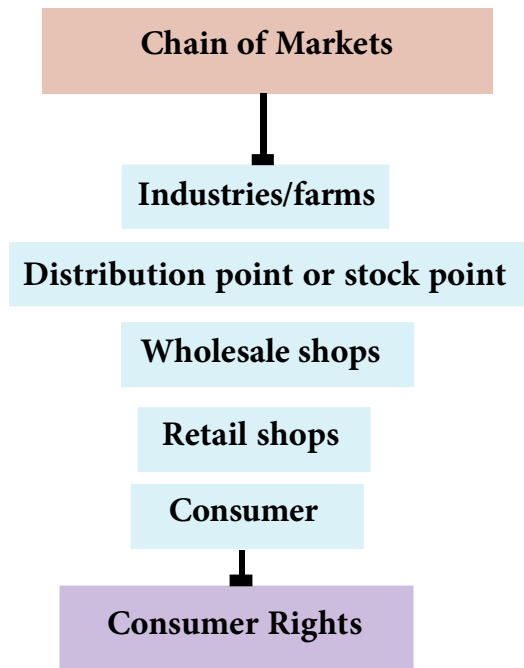 Chain of Markets
Industries/farms
Distribution point or stock point
Wholesale shops
Retail shops
Consumer
Consumer Rights